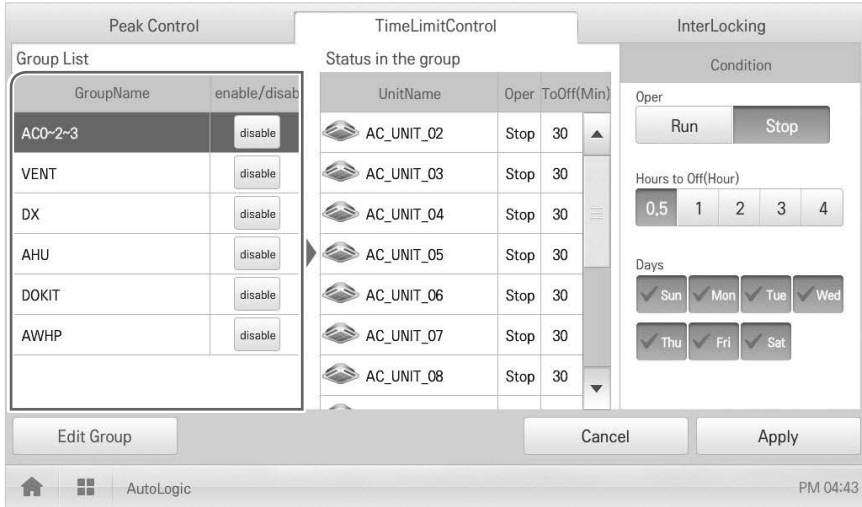 Peak Control
TimeLimitControl
InterLocking
Group List
GroupName enable/disab
AC0~2~3 disable
VENT disable
DX disable
AHU disable
DOKIT disable
AWHP disable
Edit Group
Status in the group
UnitName Oper ToOff(Min)
AC_UNIT_02 Stop 30
AC_UNIT_03 Stop 30
AC_UNIT_04 Stop 30
AC_UNIT_05 Stop 30
AC_UNIT_06 Stop 30
AC_UNIT_07 Stop 30
AC_UNIT_08 Stop 30
Condition
Oper
Run Stop
Hours to Off(Hour)
0.5 1 2 3 4
Days
Sun Mon Tue Wed
Thu Fri Sat
Cancel Apply
AutoLogic PM 04:43